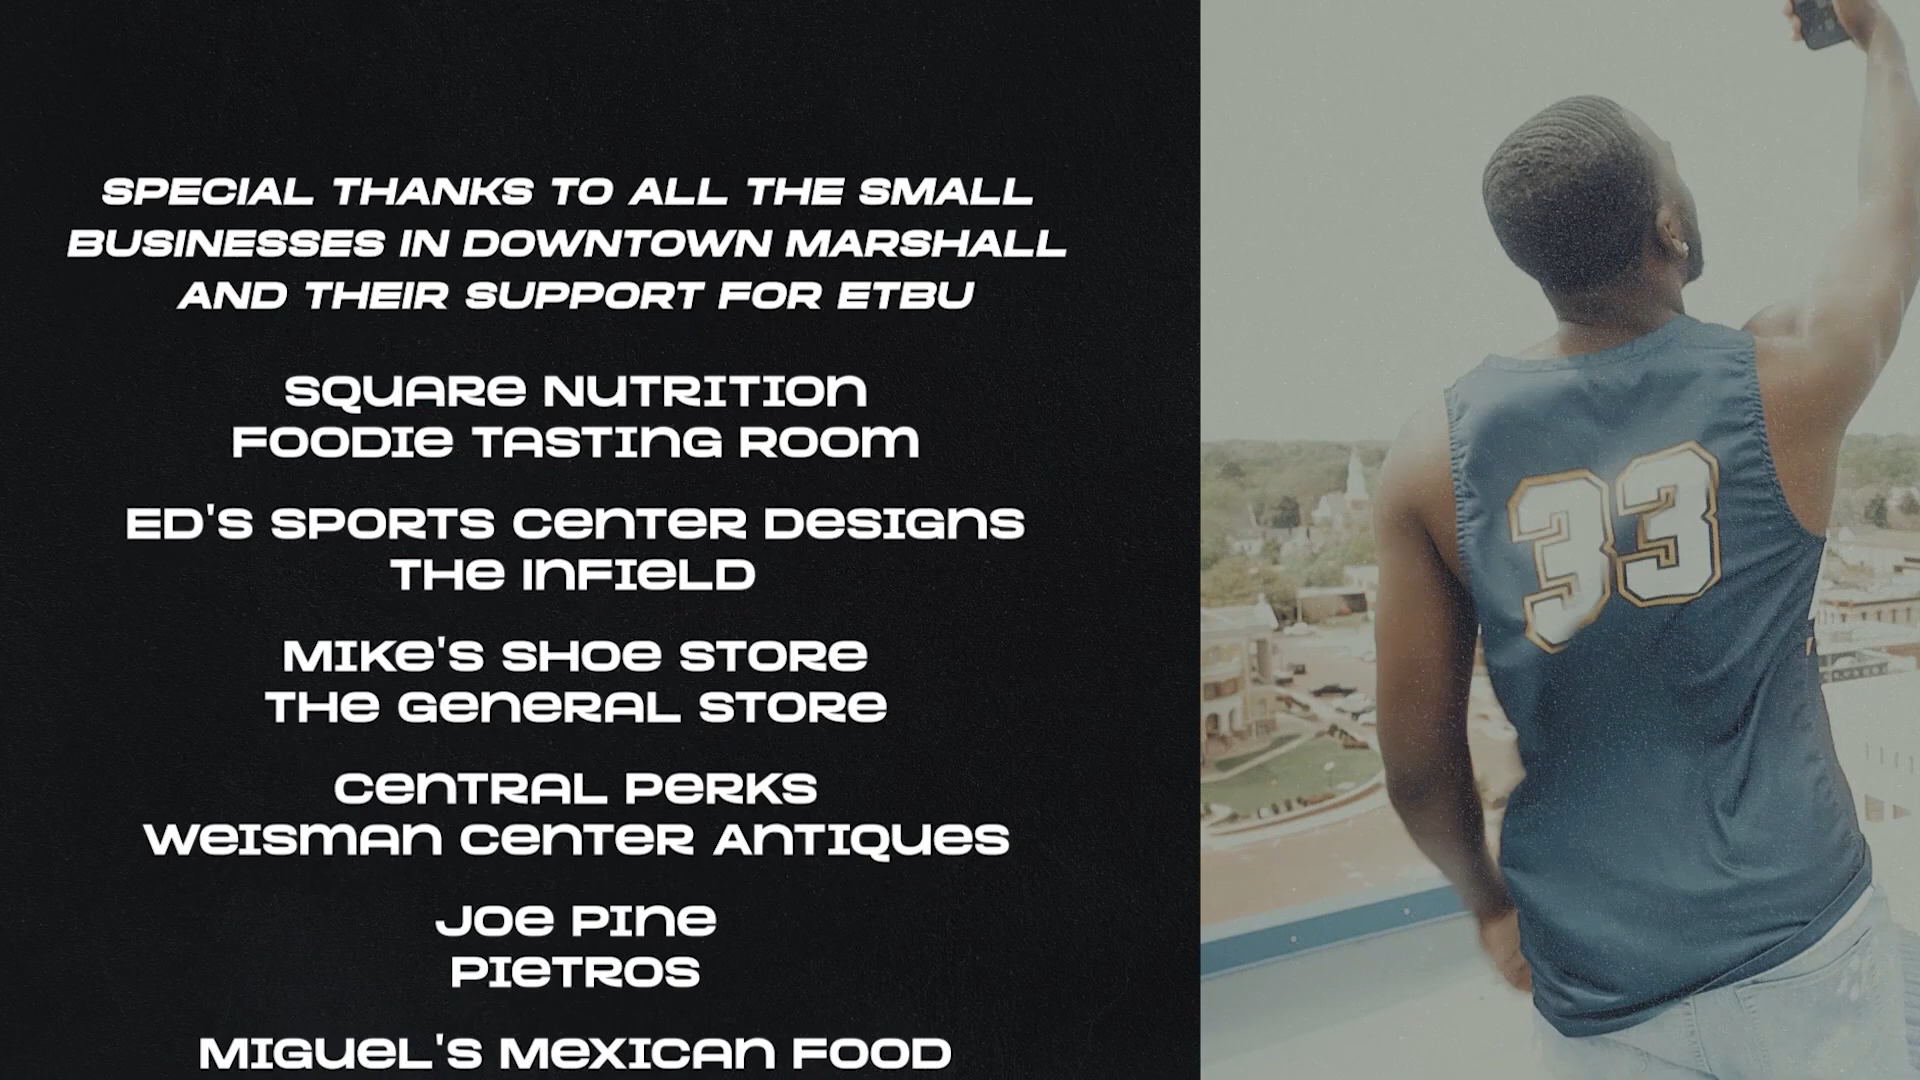 SPECIAL THANKS TO ALL THE SMALL
BUSINESSES IN DOWNTOWN MARSHALL
AND THEIR SUPPORT FOR ETBU
SQUARE NUTRITION
FOODIE TASTING ROOM
ED'S SPORTS CENTER DESIGNS
THE INFIELD
MIKE'S SHOE STORE
THE GENERAL STORE
CENTRAL PERKS
WEISMAN CENTER ANTIQUES
JOE PINE
PIETROS
MIGUEL'S MEXICAN FOOD
33